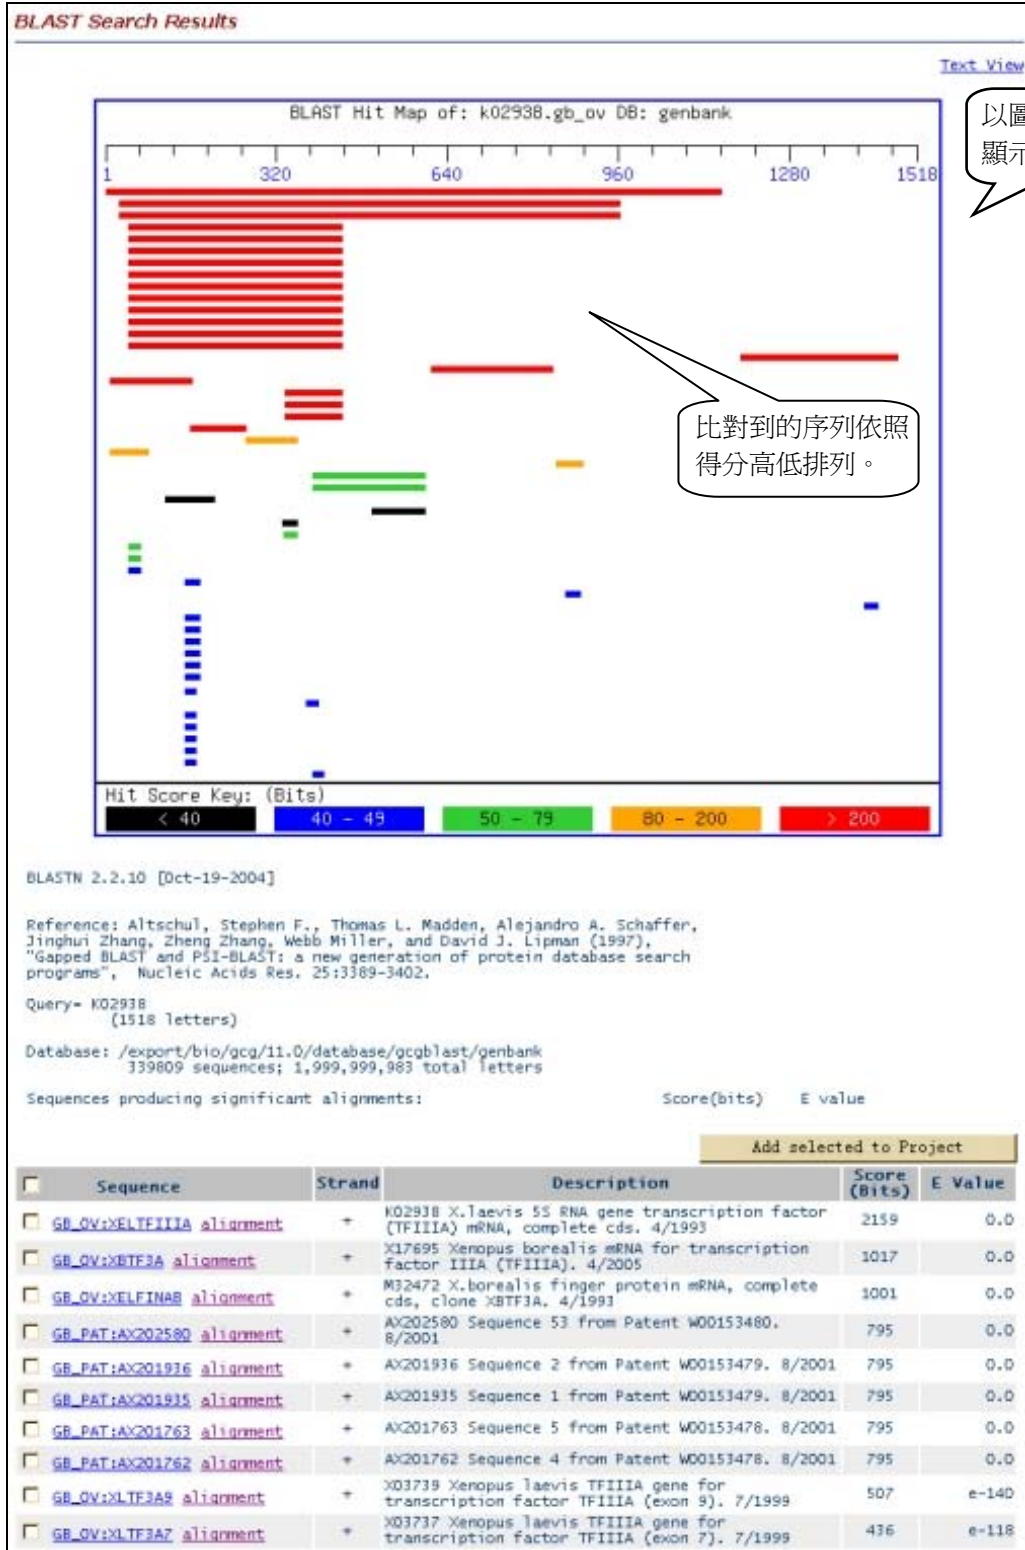 BLAST Search Results
Text View
BLAST Hit Map of: k02938.gb_ov DB: genbank
以圖
顯示
1 320 640 960 1280 1518
比對到的序列依照
得分高低排列。
Hit Score Key: (Bits)
< 40 40 - 49 50 - 79 80 - 200 > 200
BLASTN 2.2.10 [Oct-19-2004]
Reference: Altschul, Stephen F., Thomas L. Madden, Alejandro A. Schaffer,
Jinghui Zhang, Zheng Zhang, Webb Miller, and David J. Lipman (1997),
"Gapped BLAST and PSI-BLAST: a new generation of protein database search
programs", Nucleic Acids Res. 25:3389-3402.
Query= K02938
(1518 letters)
Database: /export/bio/gcg/11.0/database/gcgblast/genbank
339809 sequences; 1,999,999,983 total letters
Sequences producing significant alignments: Score(bits) E value
Add selected to Project
Sequence Strand Description Score (Bits) E Value
GB_OV:XELTFIIIA alignment + K02938 X.laevis 5S RNA gene transcription factor (TFIIIA) mRNA, complete cds. 4/1993 2159 0.0
GB_OV:XBTF3A alignment + X17695 Xenopus borealis mRNA for transcription factor IIIA (TFIIIA). 4/2005 1017 0.0
GB_OV:XELFINAB alignment + M32472 X.borealis finger protein mRNA, complete cds, clone XBTF3A. 4/1993 1001 0.0
GB_PAT:AX202580 alignment + AX202580 Sequence 53 from Patent WO0153480. 8/2001 795 0.0
GB_PAT:AX201936 alignment + AX201936 Sequence 2 from Patent WO0153479. 8/2001 795 0.0
GB_PAT:AX201935 alignment + AX201935 Sequence 1 from Patent WO0153479. 8/2001 795 0.0
GB_PAT:AX201763 alignment + AX201763 Sequence 5 from Patent WO0153478. 8/2001 795 0.0
GB_PAT:AX201762 alignment + AX201762 Sequence 4 from Patent WO0153478. 8/2001 795 0.0
GB_OV:XLTF3A9 alignment + X03739 Xenopus laevis TFIIIA gene for transcription factor TFIIIA (exon 9). 7/1999 507 e-140
GB_OV:XLTF3A7 alignment + X03737 Xenopus laevis TFIIIA gene for transcription factor TFIIIA (exon 7). 7/1999 436 e-118